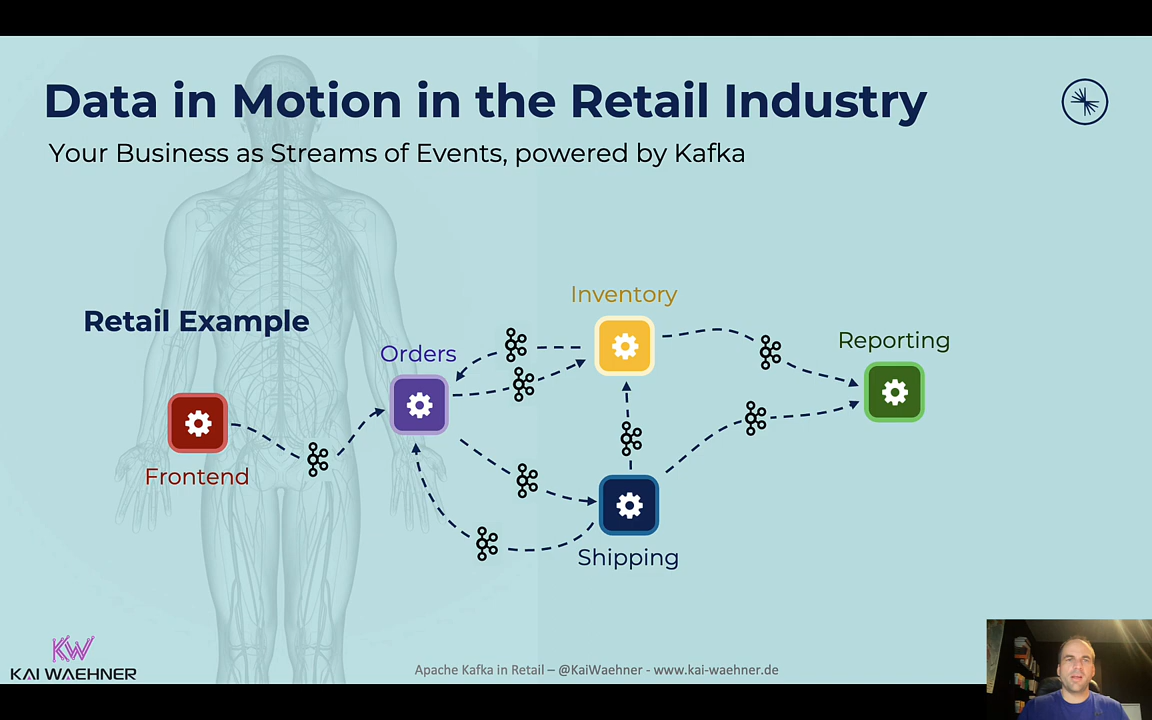 Data in Motion in the Retail Industry
Your Business as Streams of Events, powered by Kafka
Inventory
Retail Example
Reporting
Orders
Frontend
Shipping
KW
KAI WAEHNER
Apache Kafka in Retail – @KaiWaehner - www.kai-waehner.de